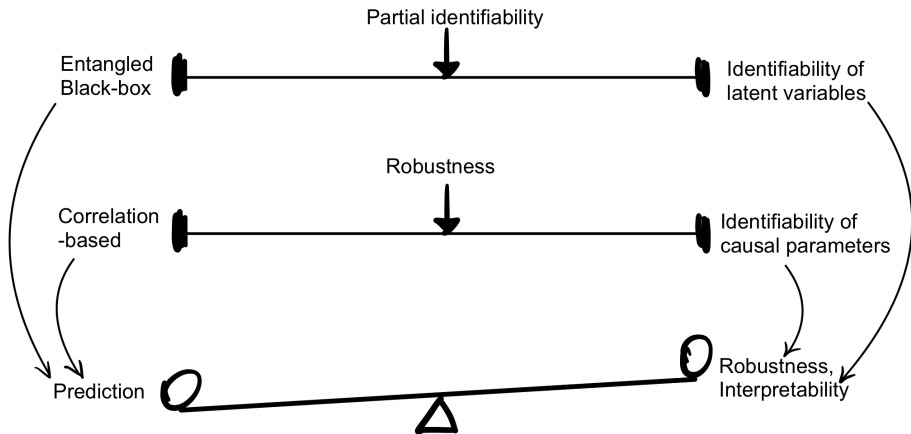 Partial identifiability
Entangled
Black-box
Identifiability of
latent variables
Robustness
Correlation
-based
Identifiability of
causal parameters
Prediction
Robustness,
Interpretability